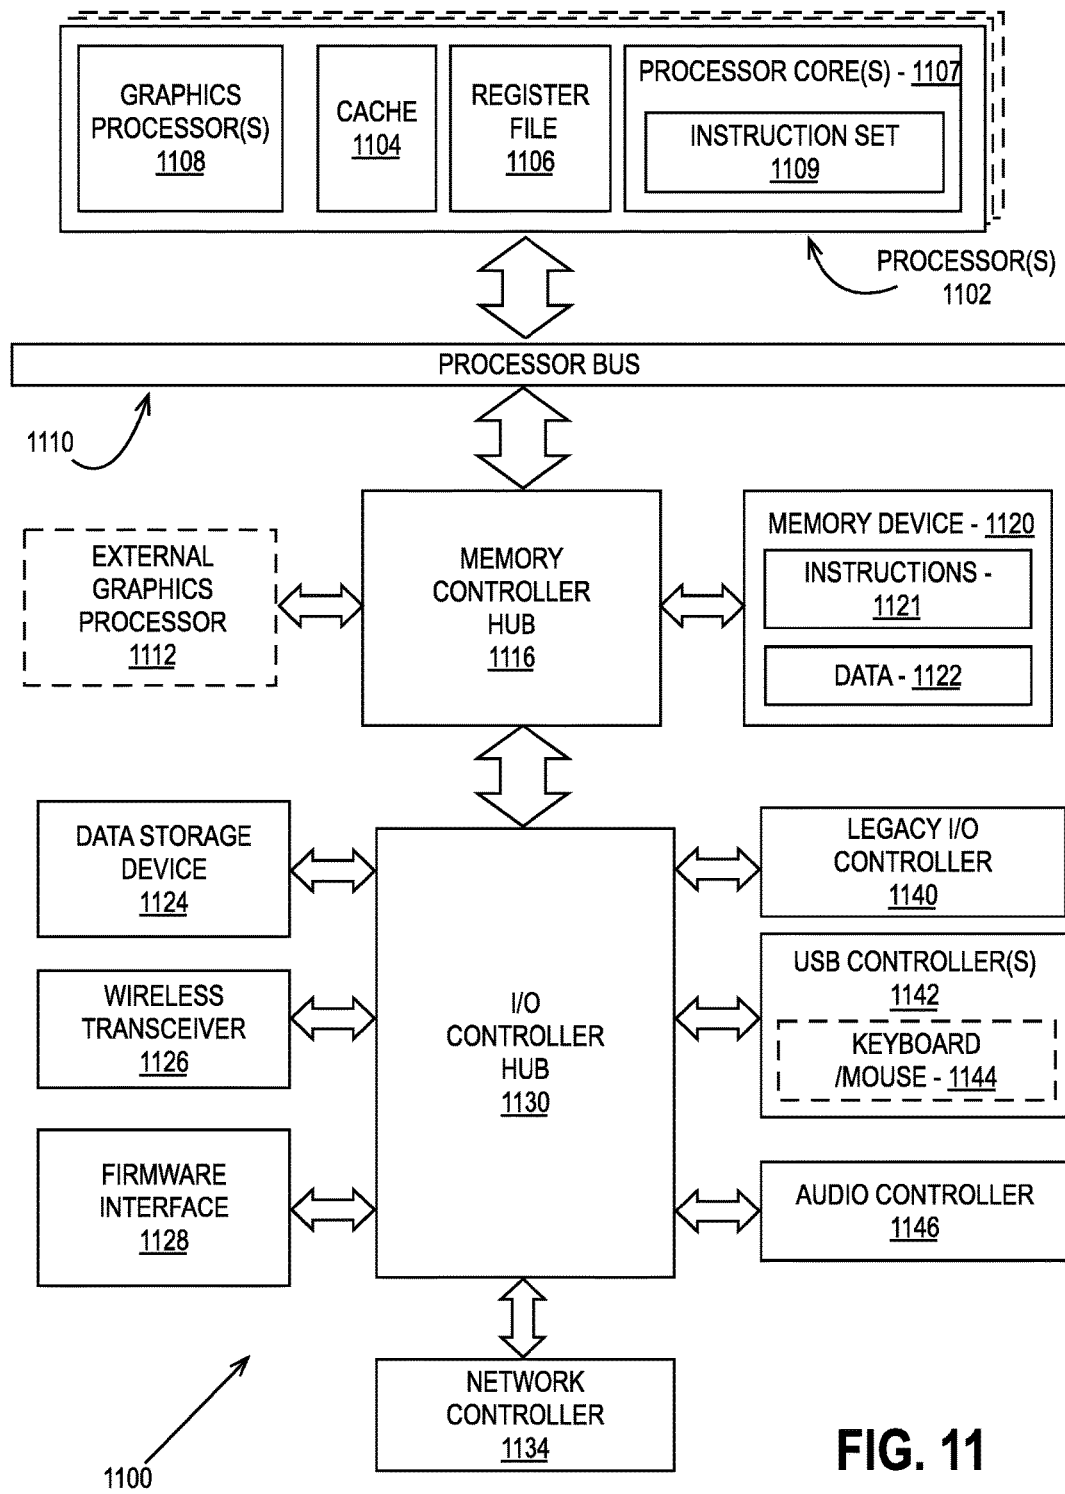 GRAPHICS
PROCESSOR(S)
1108
CACHE
1104
REGISTER
FILE
1106
PROCESSOR CORE(S) - 1107
INSTRUCTION SET
1109
PROCESSOR(S)
1102
PROCESSOR BUS
1110
EXTERNAL
GRAPHICS
PROCESSOR
1112
MEMORY
CONTROLLER
HUB
1116
MEMORY DEVICE - 1120
INSTRUCTIONS -
1121
DATA - 1122
DATA STORAGE
DEVICE
1124
WIRELESS
TRANSCEIVER
1126
FIRMWARE
INTERFACE
1128
I/O
CONTROLLER
HUB
1130
LEGACY I/O
CONTROLLER
1140
USB CONTROLLER(S)
1142
KEYBOARD
/MOUSE - 1144
AUDIO CONTROLLER
1146
NETWORK
CONTROLLER
1134
1100
FIG. 11